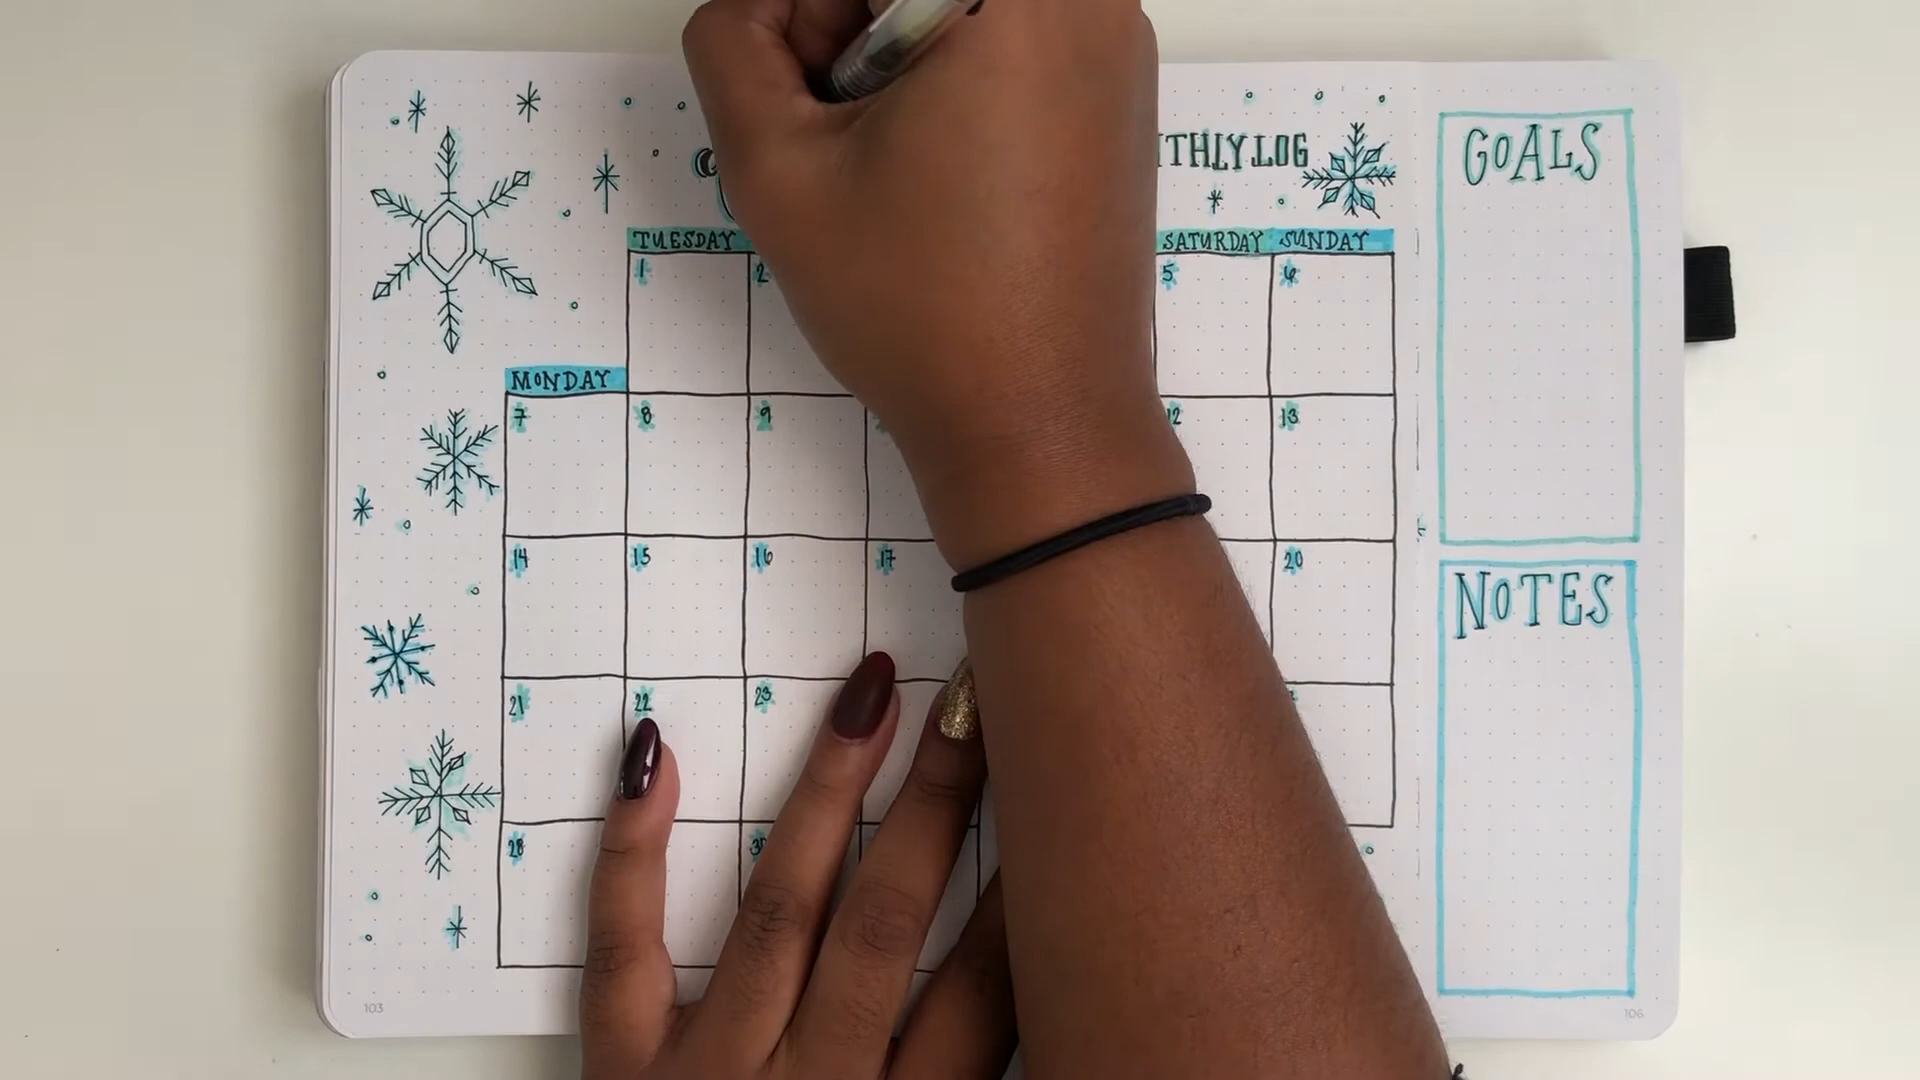 LOG
GOALS
TUESDAY SATURDAY SUNDAY
1 2 5 6
MONDAY
7 8 9 12 13
14 15 16 17 20
NOTES
21 22 23
28 30
103 106